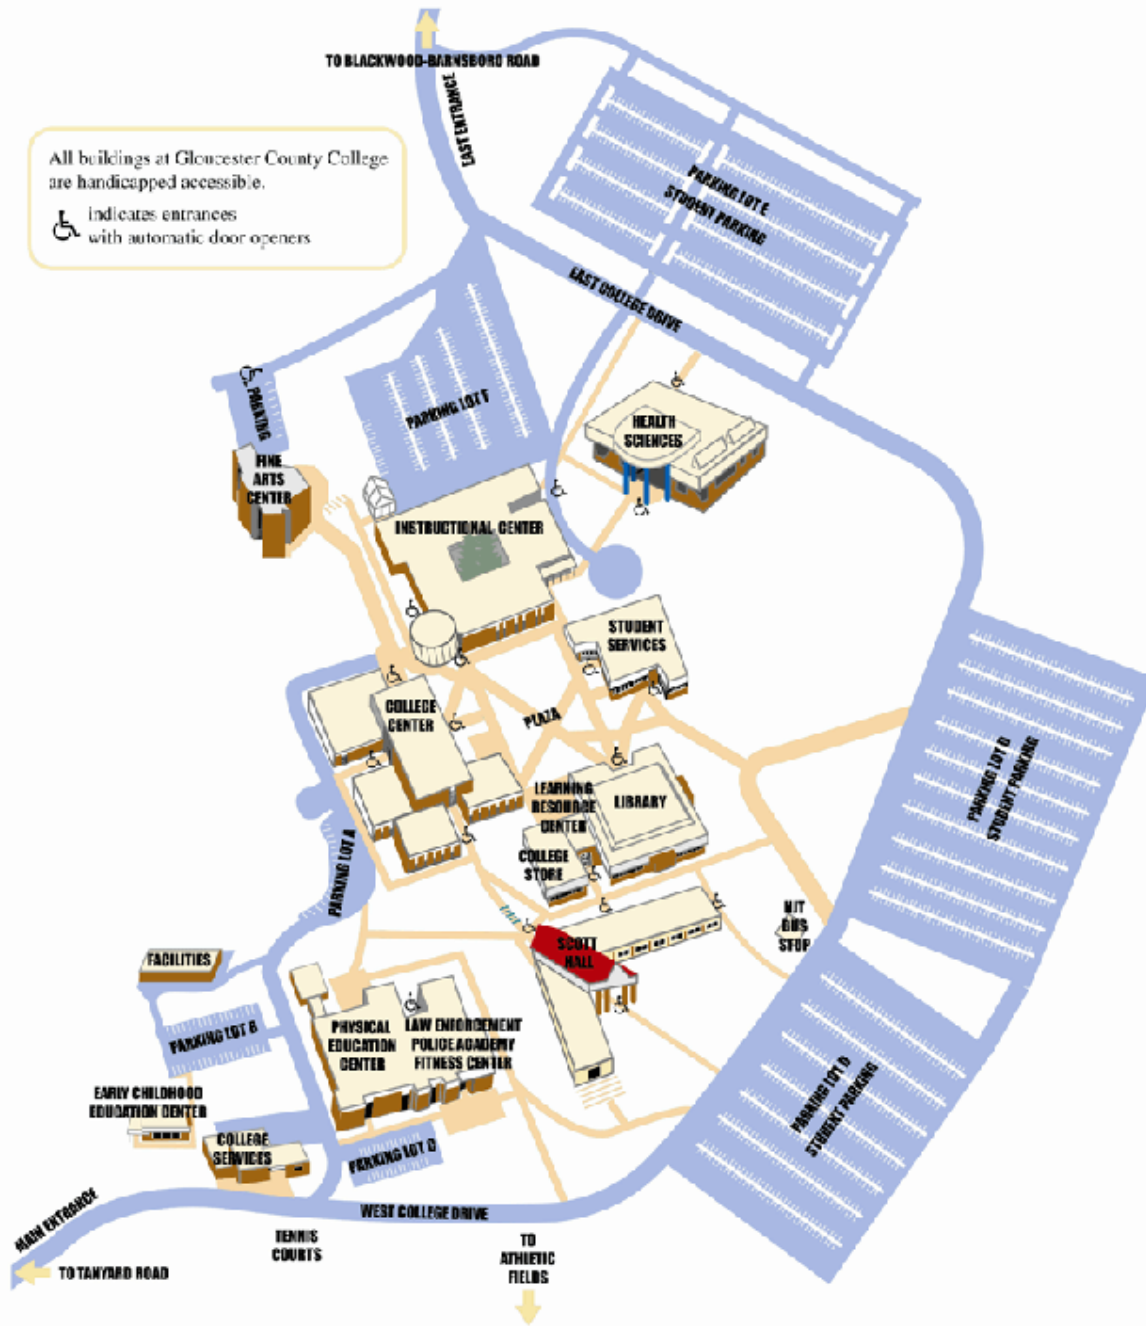 TO BLACKWOOD-BARNSBORO ROAD
EAST ENTRANCE
All buildings at Gloucester County College
are handicapped accessible.
indicates entrances
with automatic door openers
PARKING LOT E
STUDENT PARKING
EAST COLLEGE DRIVE
PARKING
PARKING LOT F
HEALTH
SCIENCES
FINE
ARTS
CENTER
INSTRUCTIONAL CENTER
STUDENT
SERVICES
COLLEGE
CENTER
PLAZA
PARKING LOT D
STUDENT PARKING
LEARNING
RESOURCE
CENTER
LIBRARY
PARKING LOT A
COLLEGE
STORE
NJT
BUS
STOP
SCOTT
HALL
FACILITIES
PARKING LOT B
PHYSICAL
EDUCATION
CENTER
LAW ENFORCEMENT
POLICE ACADEMY
FITNESS CENTER
PARKING LOT D
STUDENT PARKING
EARLY CHILDHOOD
EDUCATION CENTER
COLLEGE
SERVICES
PARKING LOT C
MAIN ENTRANCE
WEST COLLEGE DRIVE
TENNIS
COURTS
TO
ATHLETIC
FIELDS
TO TANYARD ROAD